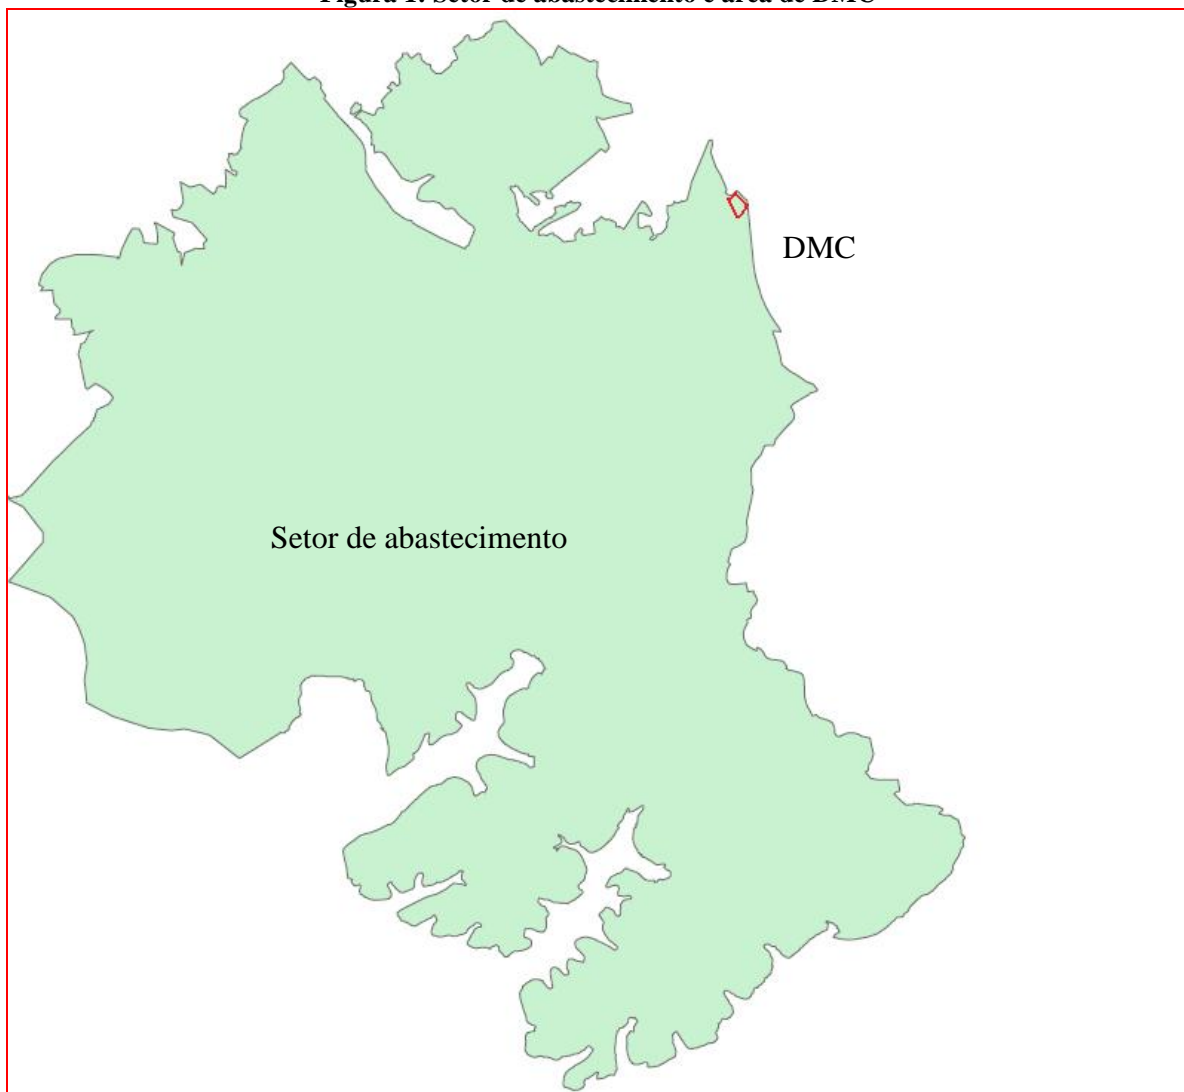 Figura 1: Setor de abastecimento e área de DMC
DMC
Setor de abastecimento